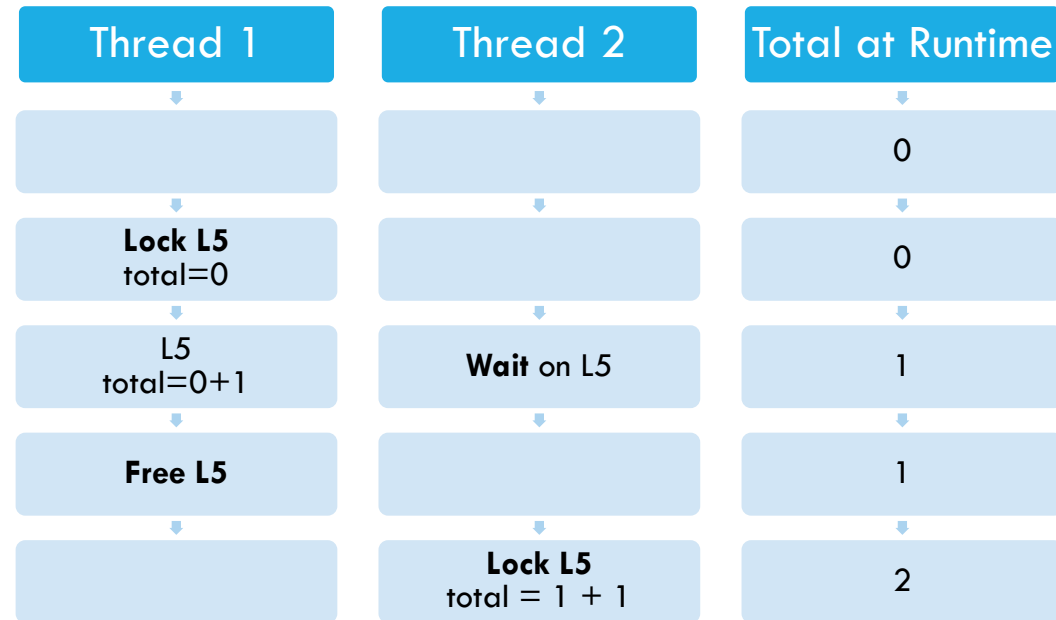 Thread 1
Thread 2
Total at Runtime
0
Lock L5
total=0
0
L5
total=0+1
Wait on L5
1
Free L5
1
Lock L5
total = 1 + 1
2